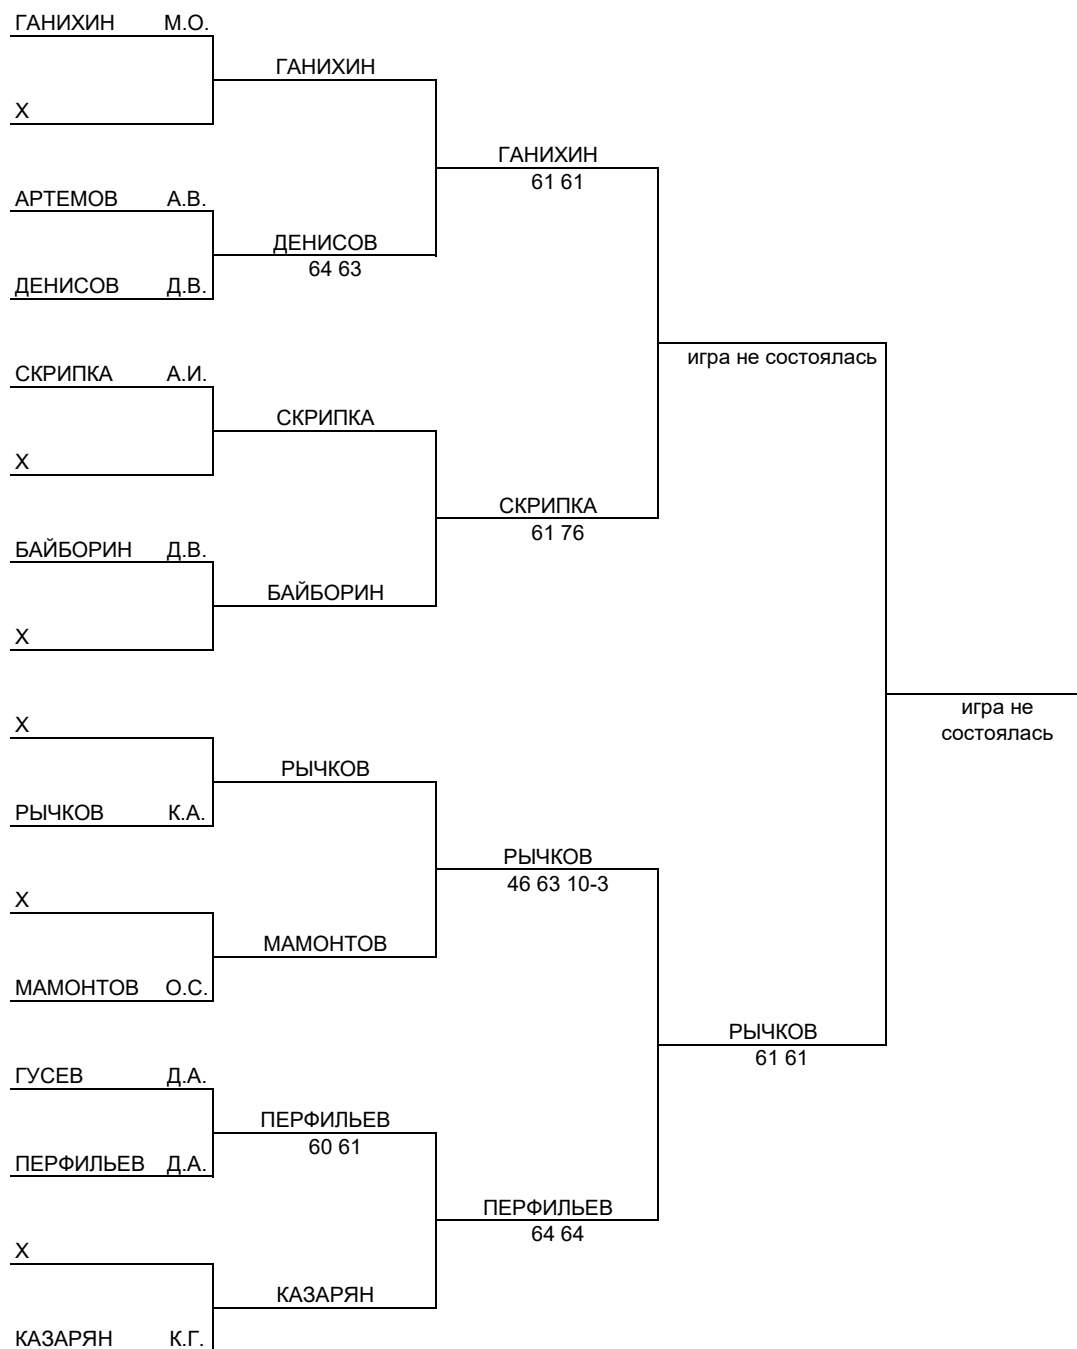 ГАНИХИН М.О.
ГАНИХИН
X
ГАНИХИН
61 61
АРТЕМОВ А.В.
ДЕНИСОВ
64 63
ДЕНИСОВ Д.В.
игра не состоялась
СКРИПКА А.И.
СКРИПКА
X
СКРИПКА
61 76
БАЙБОРИН Д.В.
БАЙБОРИН
X
игра не
состоялась
X
РЫЧКОВ
РЫЧКОВ К.А.
РЫЧКОВ
46 63 10-3
X
МАМОНТОВ
МАМОНТОВ О.С.
РЫЧКОВ
61 61
ГУСЕВ Д.А.
ПЕРФИЛЬЕВ
60 61
ПЕРФИЛЬЕВ Д.А.
ПЕРФИЛЬЕВ
64 64
X
КАЗАРЯН
КАЗАРЯН К.Г.